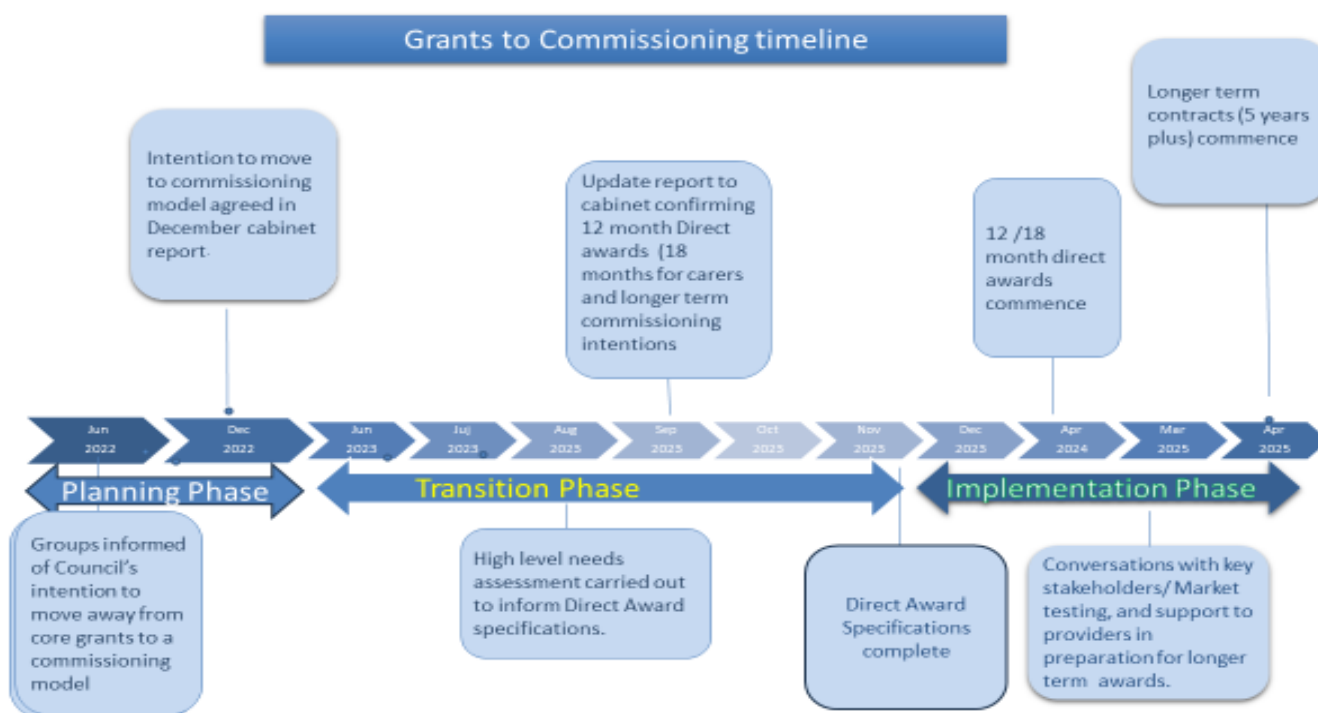 Grants to Commissioning timeline
Longer term
contracts (5 years
plus) commence
Intention to move
to commissioning
model agreed in
December cabinet
report.
Update report to
cabinet confirming
12 month Direct
awards (18
months for carers
and longer term
commissioning
intentions
12 /18
month direct
awards
commence
Jun
2022
Dec
2022
Jun
2023
Juj
2023
Aug
2023
Sep
2023
Oct
2023
Nov
2023
Dec
2023
Apr
2024
Mar
2025
Apr
2025
Planning Phase
Transition Phase
Implementation Phase
Groups informed
of Council's
intention to
move away from
core grants to a
commissioning
model
High level needs
assessment carried out
to inform Direct Award
specifications.
Direct Award
Specifications
complete
Conversations with key
stakeholders/ Market
testing, and support to
providers in
preparation for longer
term awards.